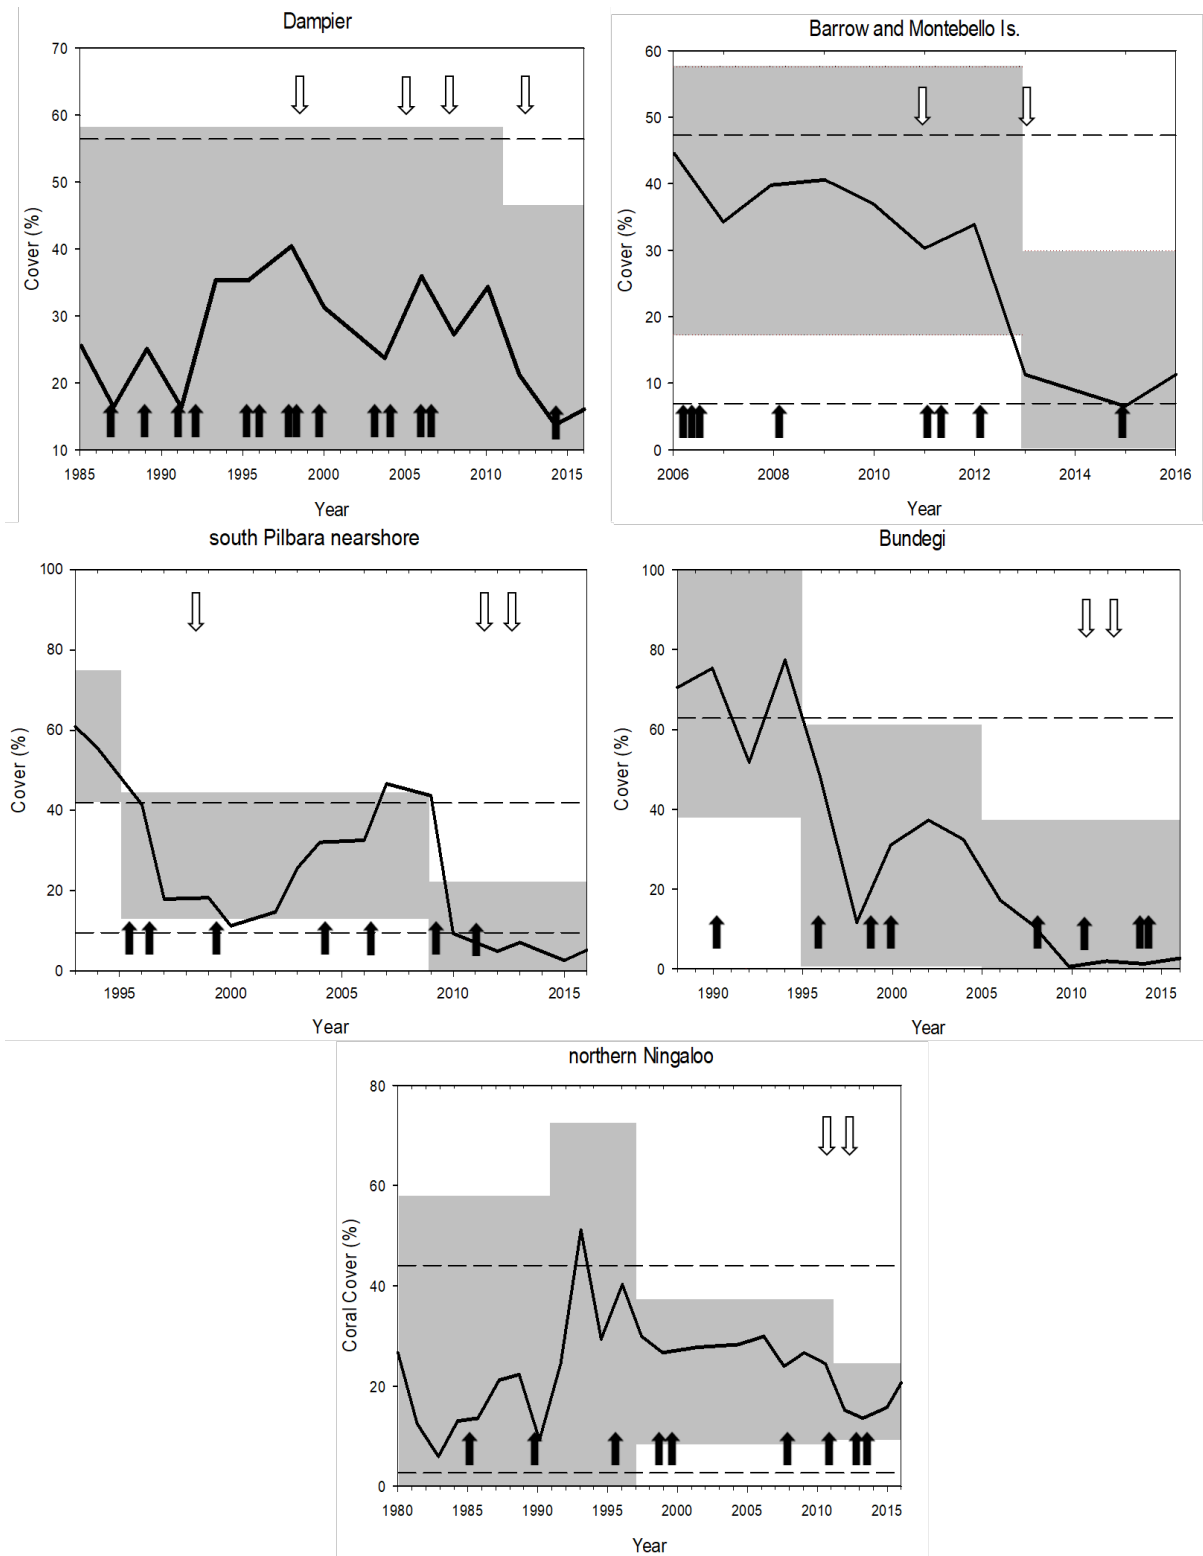 Dampier
70
60
50
40
30
20
10
Cover (%)
1985 1990 1995 2000 2005 2010 2015
Year
Barrow and Montebello Is.
60
50
40
30
20
10
0
Cover (%)
2006 2008 2010 2012 2014 2016
Year
south Pilbara nearshore
100
80
60
40
20
0
Cover (%)
1995 2000 2005 2010 2015
Year
Bundegi
100
80
60
40
20
0
Cover (%)
1990 1995 2000 2005 2010 2015
Year
northern Ningaloo
80
60
40
20
0
Coral Cover (%)
1980 1985 1990 1995 2000 2005 2010 2015
Year